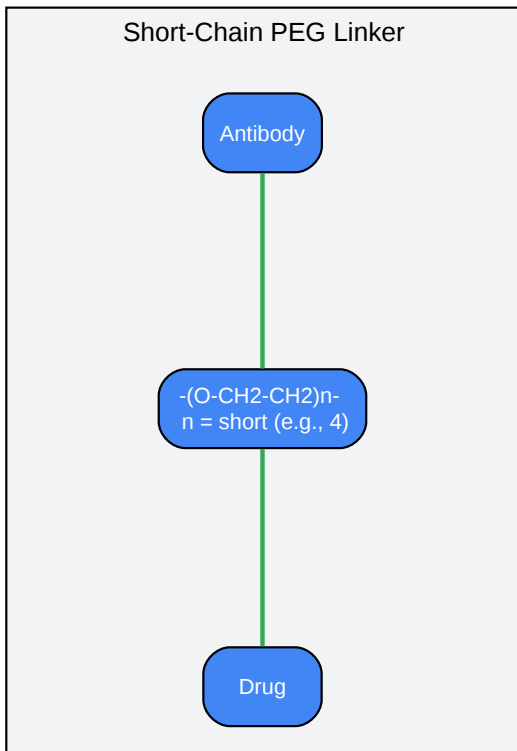 Short-Chain PEG Linker
Antibody
-(O-CH2-CH2)n-
n = short (e.g., 4)
Drug